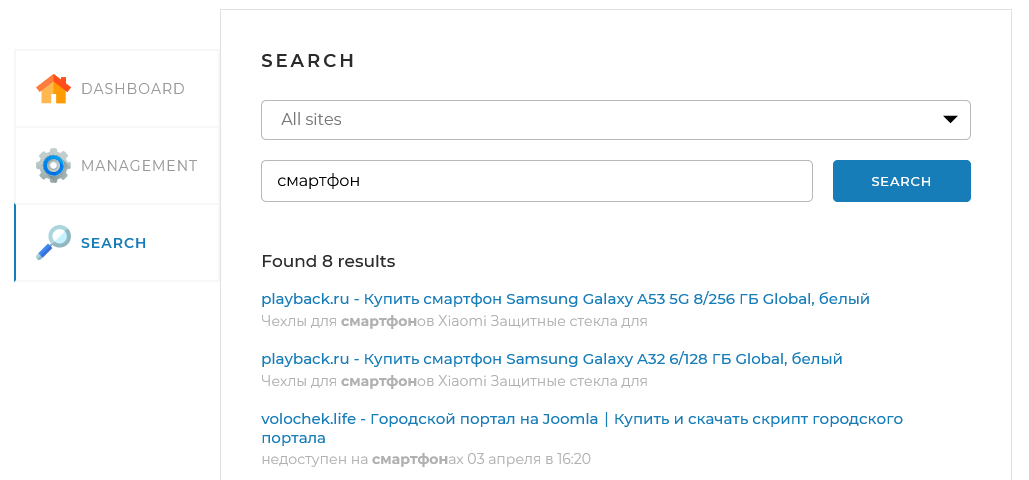 SEARCH
DASHBOARD
All sites
MANAGEMENT
смартфон
SEARCH
SEARCH
Found 8 results
playback.ru - Купить смартфон Samsung Galaxy A53 5G 8/256 ГБ Global, белый
Чехлы для смартфонов Xiaomi Защитные стекла для
playback.ru - Купить смартфон Samsung Galaxy A32 6/128 ГБ Global, белый
Чехлы для смартфонов Xiaomi Защитные стекла для
volochek.life - Городской портал на Joomla | Купить и скачать скрипт городского
портала
недоступен на смартфонах 03 апреля в 16:20